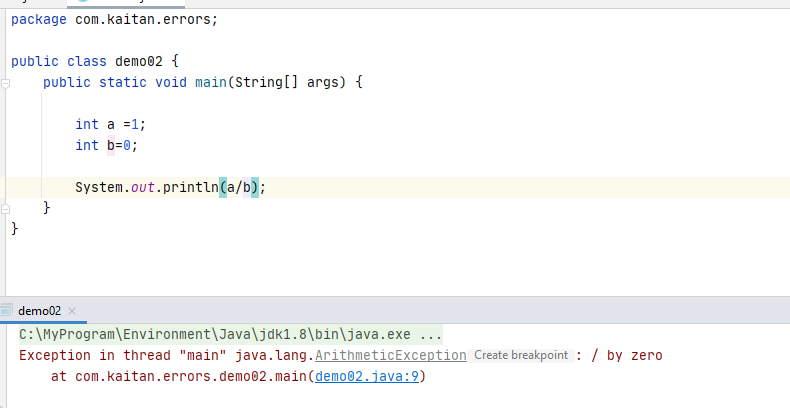 package com.kaitan.errors;
public class demo02 {
public static void main(String[] args) {
int a =1;
int b=0;
System.out.println(a/b);
}
}
demo02 ×
C:\MyProgram\Environment\Java\jdk1.8\bin\java.exe ...
Exception in thread "main" java.lang.ArithmeticException Create breakpoint : / by zero
at com.kaitan.errors.demo02.main(demo02.java:9)